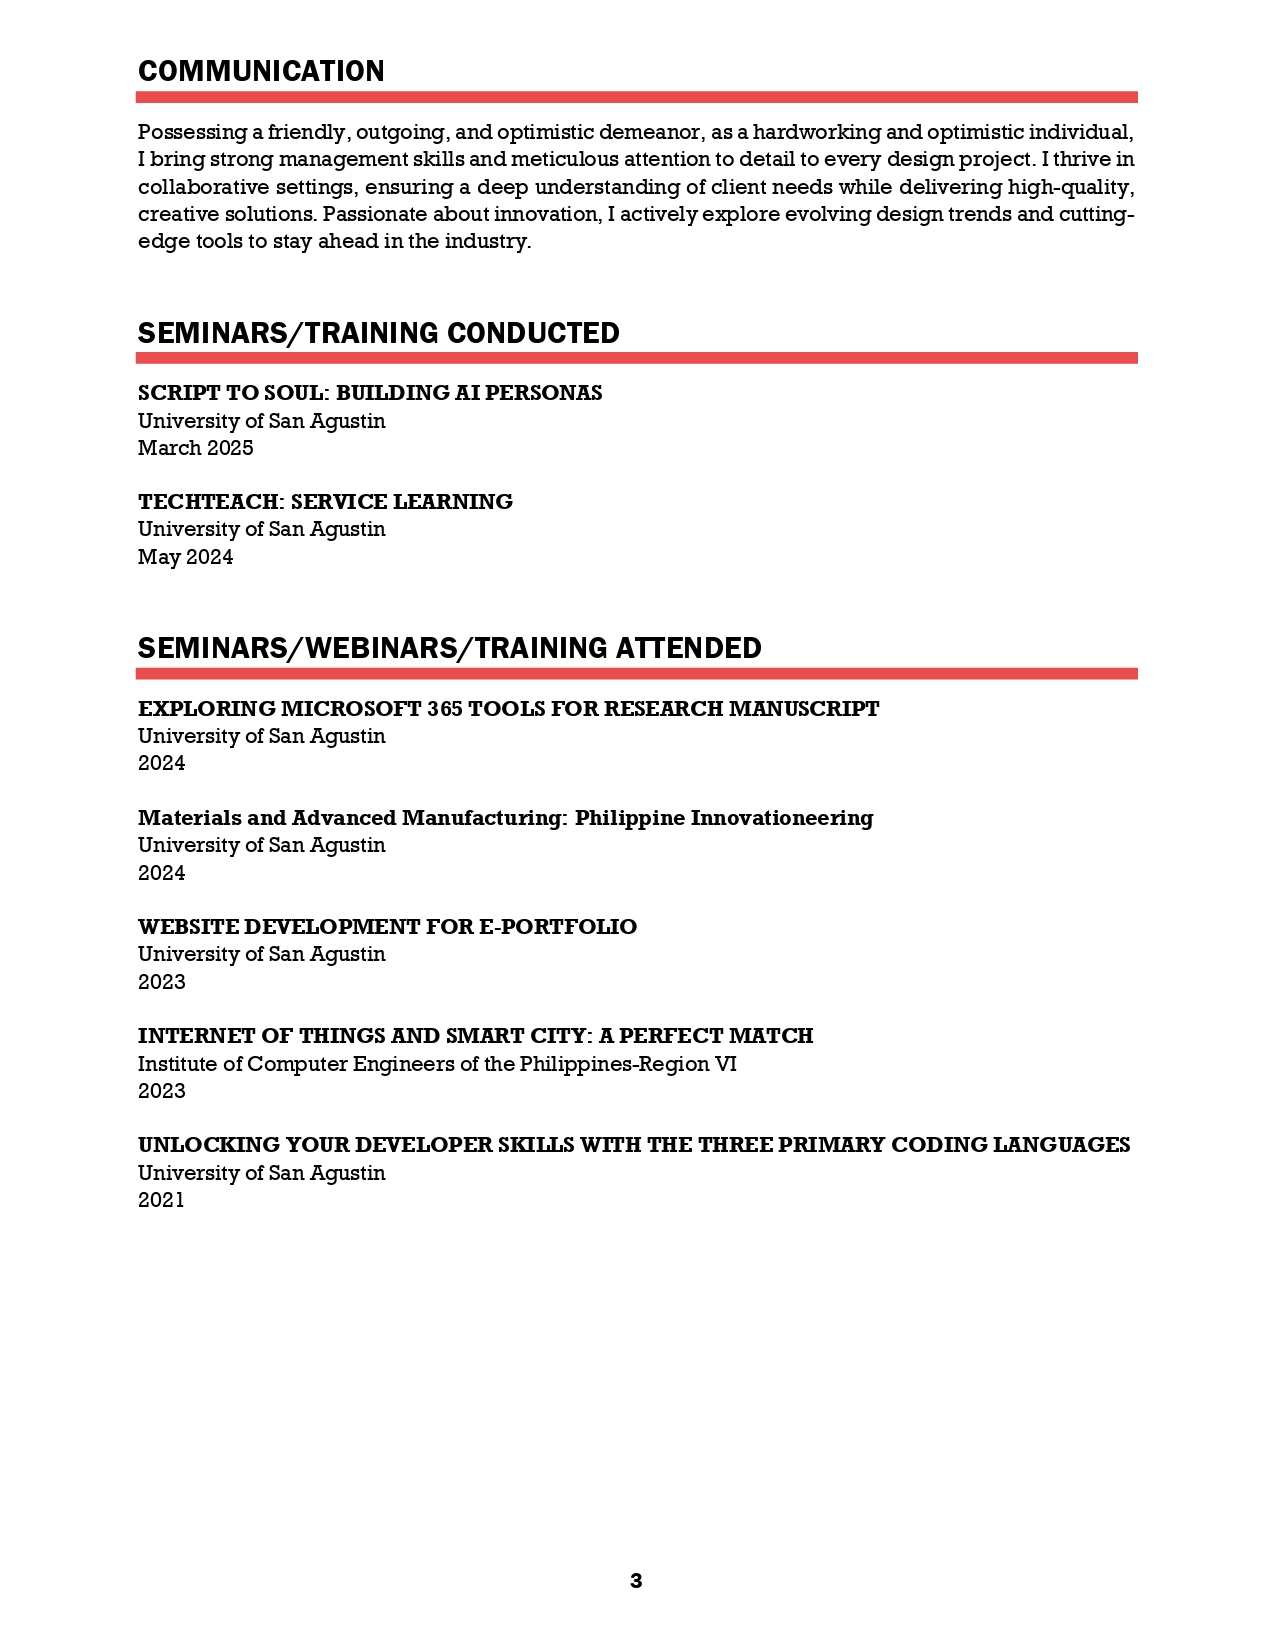 COMMUNICATION
Possessing a friendly, outgoing, and optimistic demeanor, as a hardworking and optimistic individual,
I bring strong management skills and meticulous attention to detail to every design project. I thrive in
collaborative settings, ensuring a deep understanding of client needs while delivering high-quality,
creative solutions. Passionate about innovation, I actively explore evolving design trends and cutting-
edge tools to stay ahead in the industry.
SEMINARS/TRAINING CONDUCTED
SCRIPT TO SOUL: BUILDING AI PERSONAS
University of San Agustin
March 2025
TECHTEACH: SERVICE LEARNING
University of San Agustin
May 2024
SEMINARS/WEBINARS/TRAINING ATTENDED
EXPLORING MICROSOFT 365 TOOLS FOR RESEARCH MANUSCRIPT
University of San Agustin
2024
Materials and Advanced Manufacturing: Philippine Innovationeering
University of San Agustin
2024
WEBSITE DEVELOPMENT FOR E-PORTFOLIO
University of San Agustin
2023
INTERNET OF THINGS AND SMART CITY: A PERFECT MATCH
Institute of Computer Engineers of the Philippines-Region VI
2023
UNLOCKING YOUR DEVELOPER SKILLS WITH THE THREE PRIMARY CODING LANGUAGES
University of San Agustin
2021
3